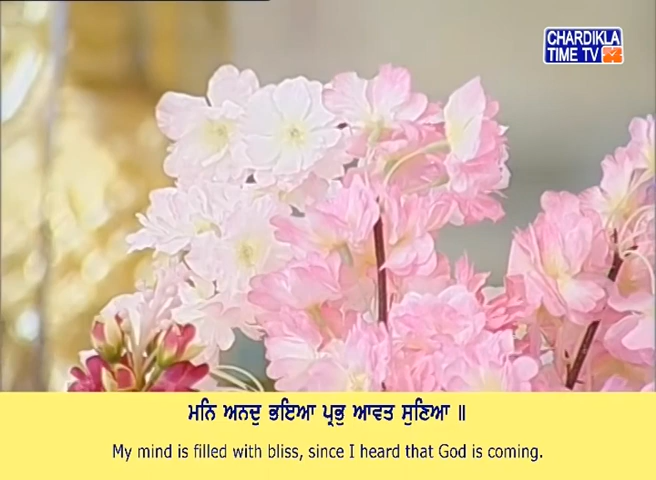 CHARDIKLA
TIME TV
ਮਨਿ ਅਨਦੁ ਭਇਆ ਪ੍ਰਭੁ ਆਵਤ ਸੁਣਿਆ ॥
My mind is filled with bliss, since I heard that God is coming.